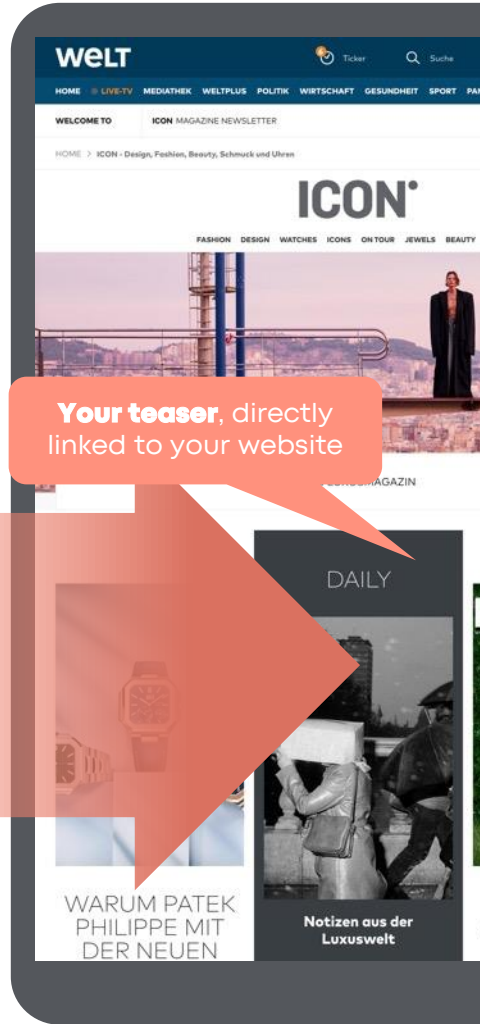 welt
6
Ticker
Suche
HOME LIVE-TV MEDIATHEK WELTPLUS POLITIK WIRTSCHAFT GESUNDHEIT SPORT
WELCOME TO
ICON MAGAZINE NEWSLETTER
HOME > ICON - Design, Fashion, Beauty, Schmuck und Uhren
ICON
FASHION DESIGN WATCHES ICONS ON TOUR JEWELS BEAUTY
Your teaser, directly
linked to your website
DAILY
WARUM PATEK
PHILIPPE MIT
DER NEUEN
Notizen aus der
Luxuswelt